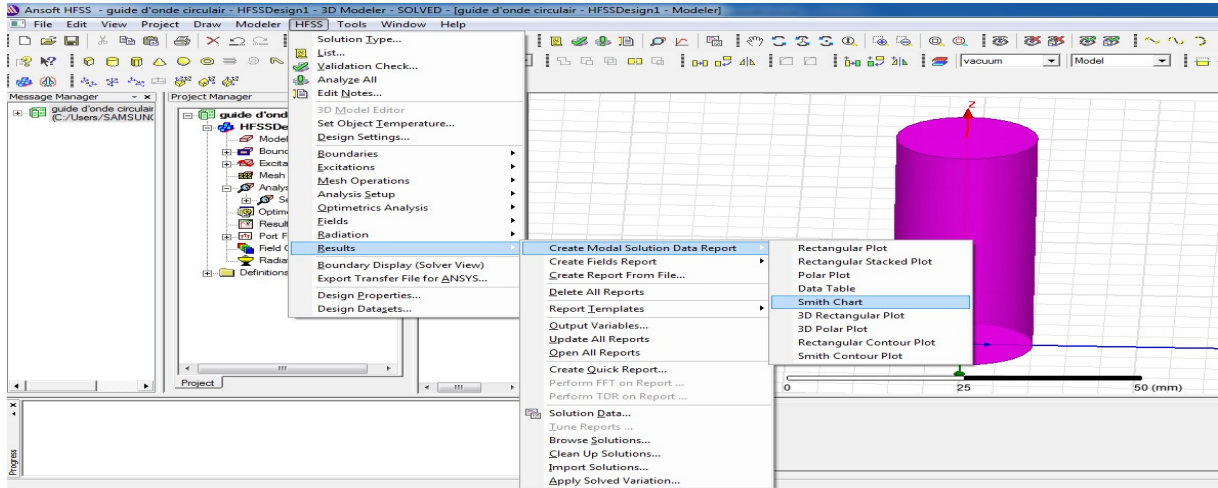 Ansoft HFSS - guide d'onde circulair - HFSSDesign1 - 3D Modeler - SOLVED - [guide d'onde circulair - HFSSDesign1 - Modeler]
File Edit View Project Draw Modeler HFSS Tools Window Help
vacuum
Model
Message Manager
guide d'onde circulair
(C:/Users/SAMSUNG
Project Manager
guide d'ond
HFSSDe
Model
Bound
Excita
Mesh
Analys
Se
Optim
Result
Port F
Field O
Radia
Definitions
Project
Solution Type...
List...
Validation Check...
Analyze All
Edit Notes...
3D Model Editor
Set Object Temperature...
Design Settings...
Boundaries
Excitations
Mesh Operations
Analysis Setup
Optimetrics Analysis
Fields
Radiation
Results
Boundary Display (Solver View)
Export Transfer File for ANSYS...
Design Properties...
Design Datasets...
Create Modal Solution Data Report
Create Fields Report
Create Report From File...
Delete All Reports
Report Templates
Output Variables...
Update All Reports
Open All Reports
Create Quick Report...
Perform FFT on Report ...
Perform TDR on Report ...
Solution Data...
Tune Reports ...
Browse Solutions...
Clean Up Solutions...
Import Solutions...
Apply Solved Variation...
Rectangular Plot
Rectangular Stacked Plot
Polar Plot
Data Table
Smith Chart
3D Rectangular Plot
3D Polar Plot
Rectangular Contour Plot
Smith Contour Plot
Z
0 25 50 (mm)
Progress